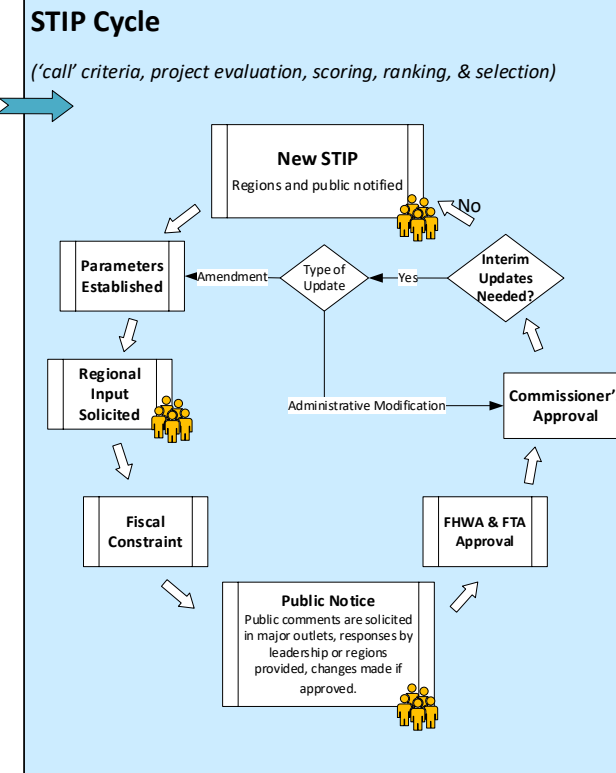 STIP Cycle
(‘call’ criteria, project evaluation, scoring, ranking, & selection)
New STIP
Regions and public notified
No
Parameters
Established
Amendment
Type of
Update
Yes
Interim
Updates
Needed?
Regional
Input
Solicited
Administrative Modification
Commissioner’
Approval
Fiscal
Constraint
FHWA & FTA
Approval
Public Notice
Public comments are solicited
in major outlets, responses by
leadership or regions
provided, changes made if
approved.